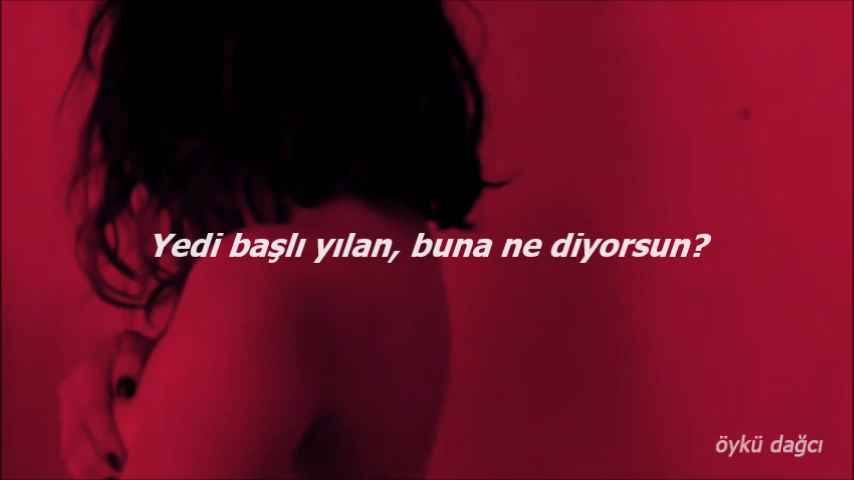 Yedi başlı yılan, buna ne diyorsun?
öykü dağcı